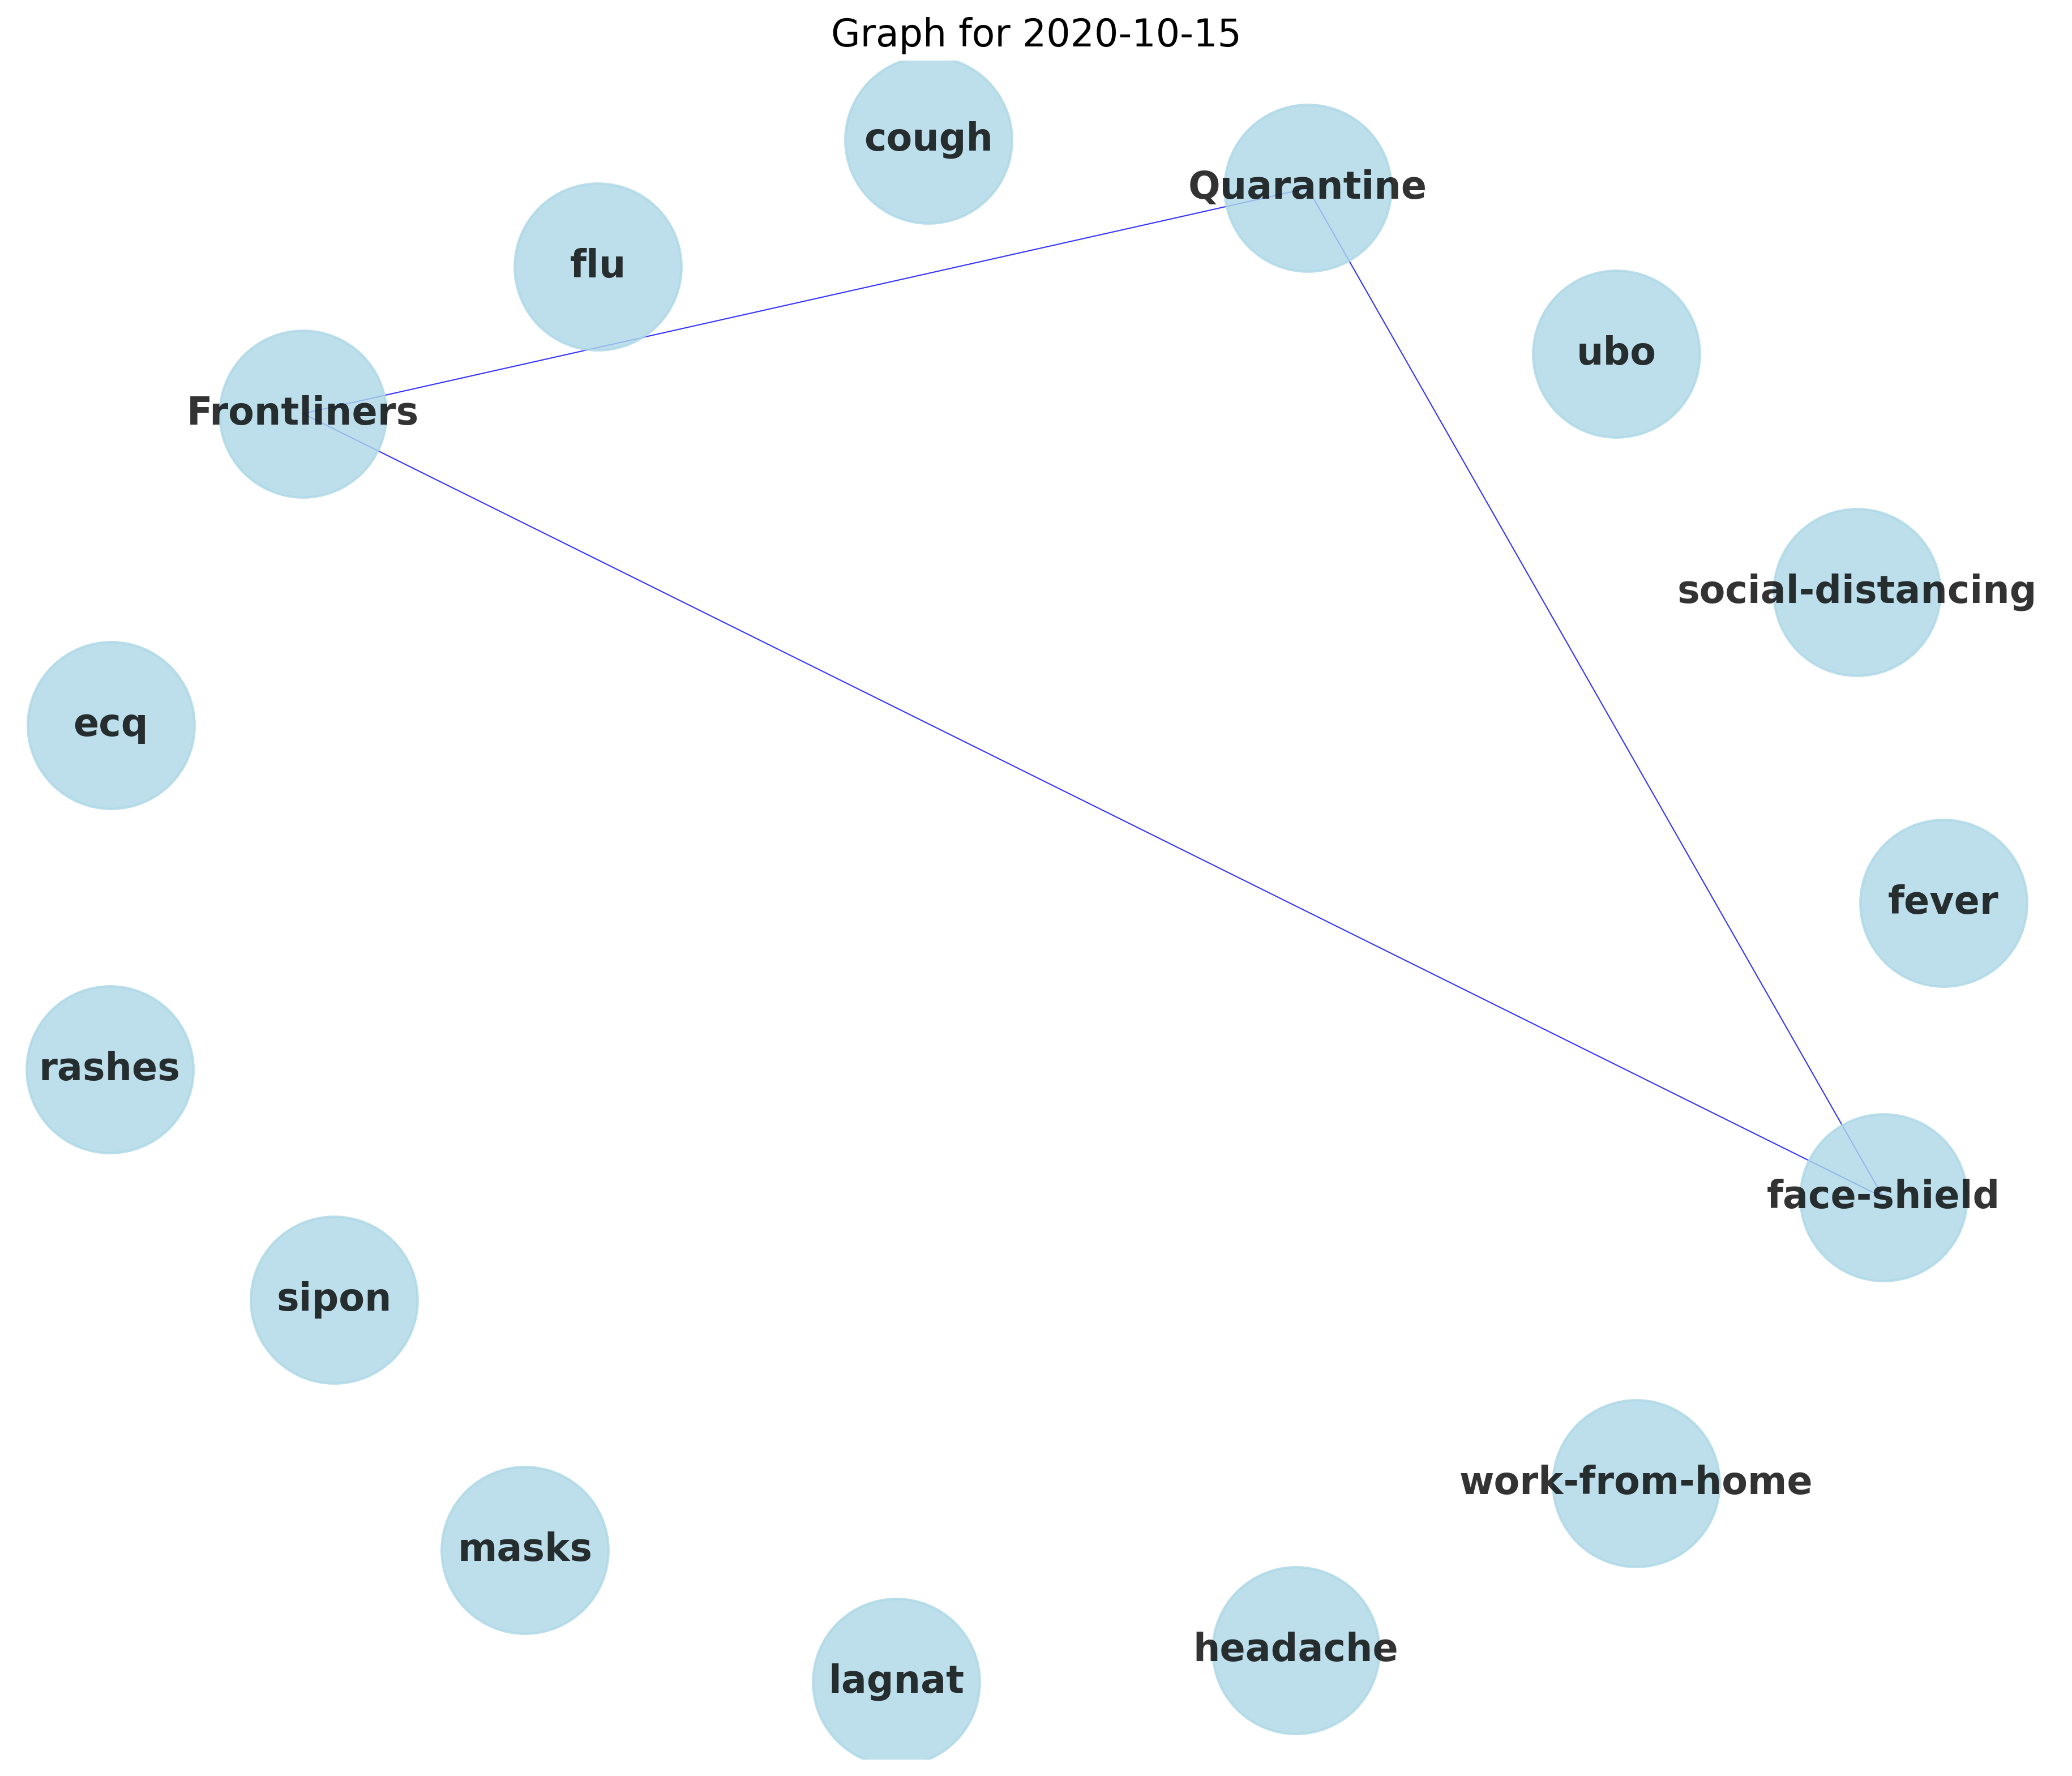 Graph for 2020-10-15
cough
Quarantine
flu
ubo
Frontliners
social-distancing
ecq
fever
rashes
face-shield
sipon
work-from-home
masks
headache
lagnat